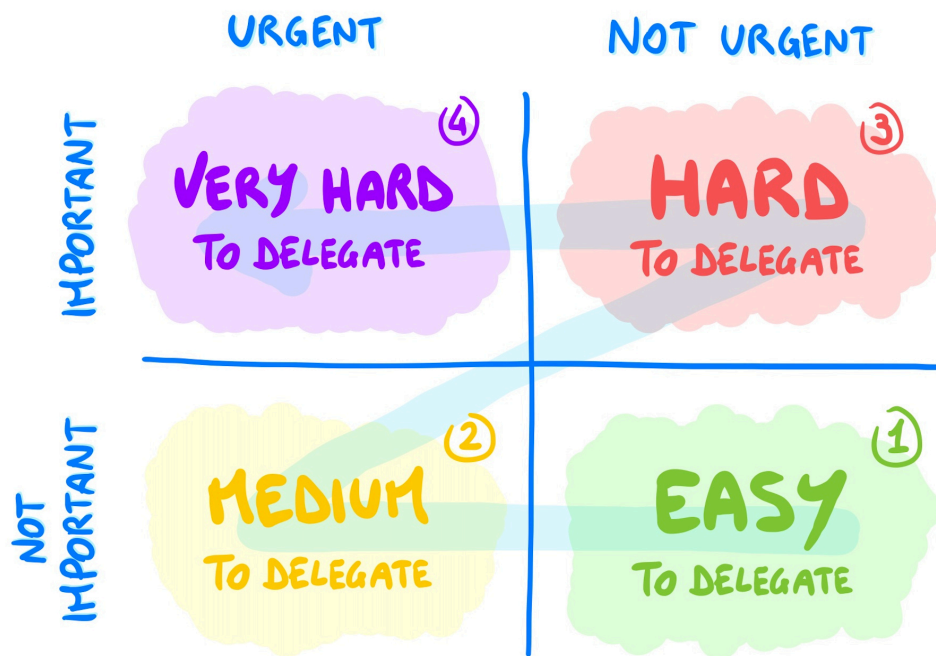 URGENT
NOT URGENT
IMPORTANT
4
VERY HARD
TO DELEGATE
3
HARD
TO DELEGATE
NOT
IMPORTANT
2
MEDIUM
TO DELEGATE
1
EASY
TO DELEGATE